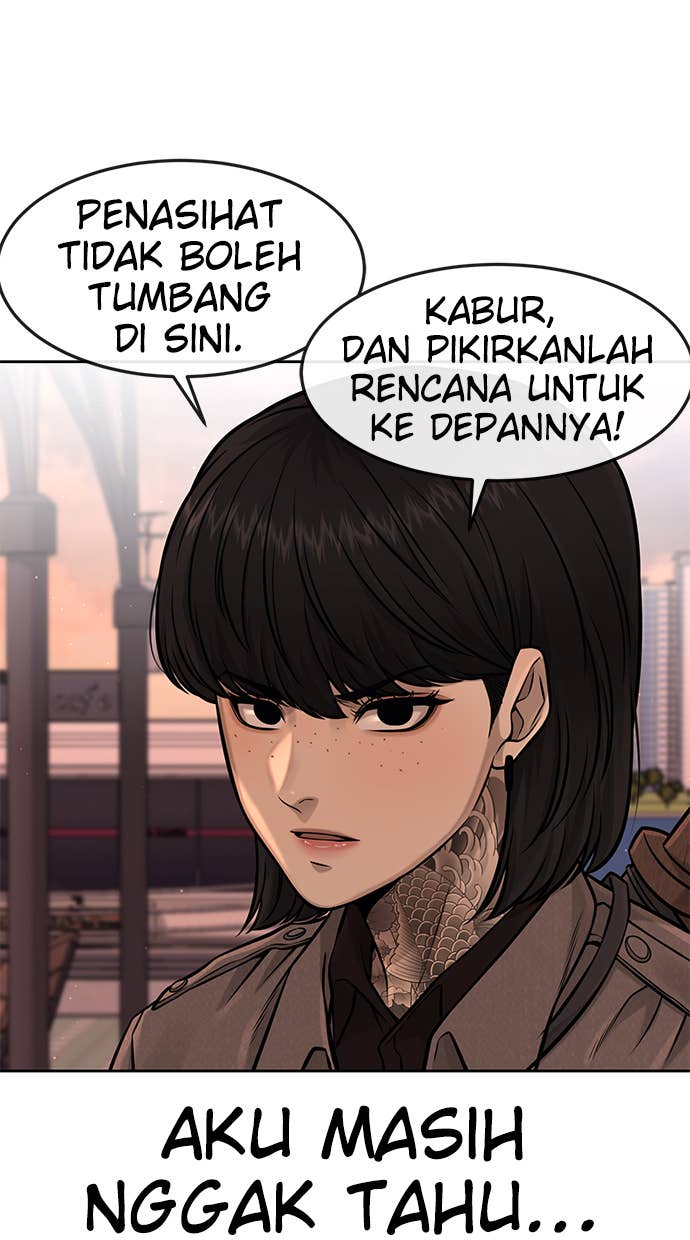 PENASIHAT
TIDAK BOLEH
TUMBANG
DI SINI.
KABUR,
DAN PIKIRKANLAH
RENCANA UNTUK
KE DEPANNYA!
AKU MASIH
NGGAK TAHU...